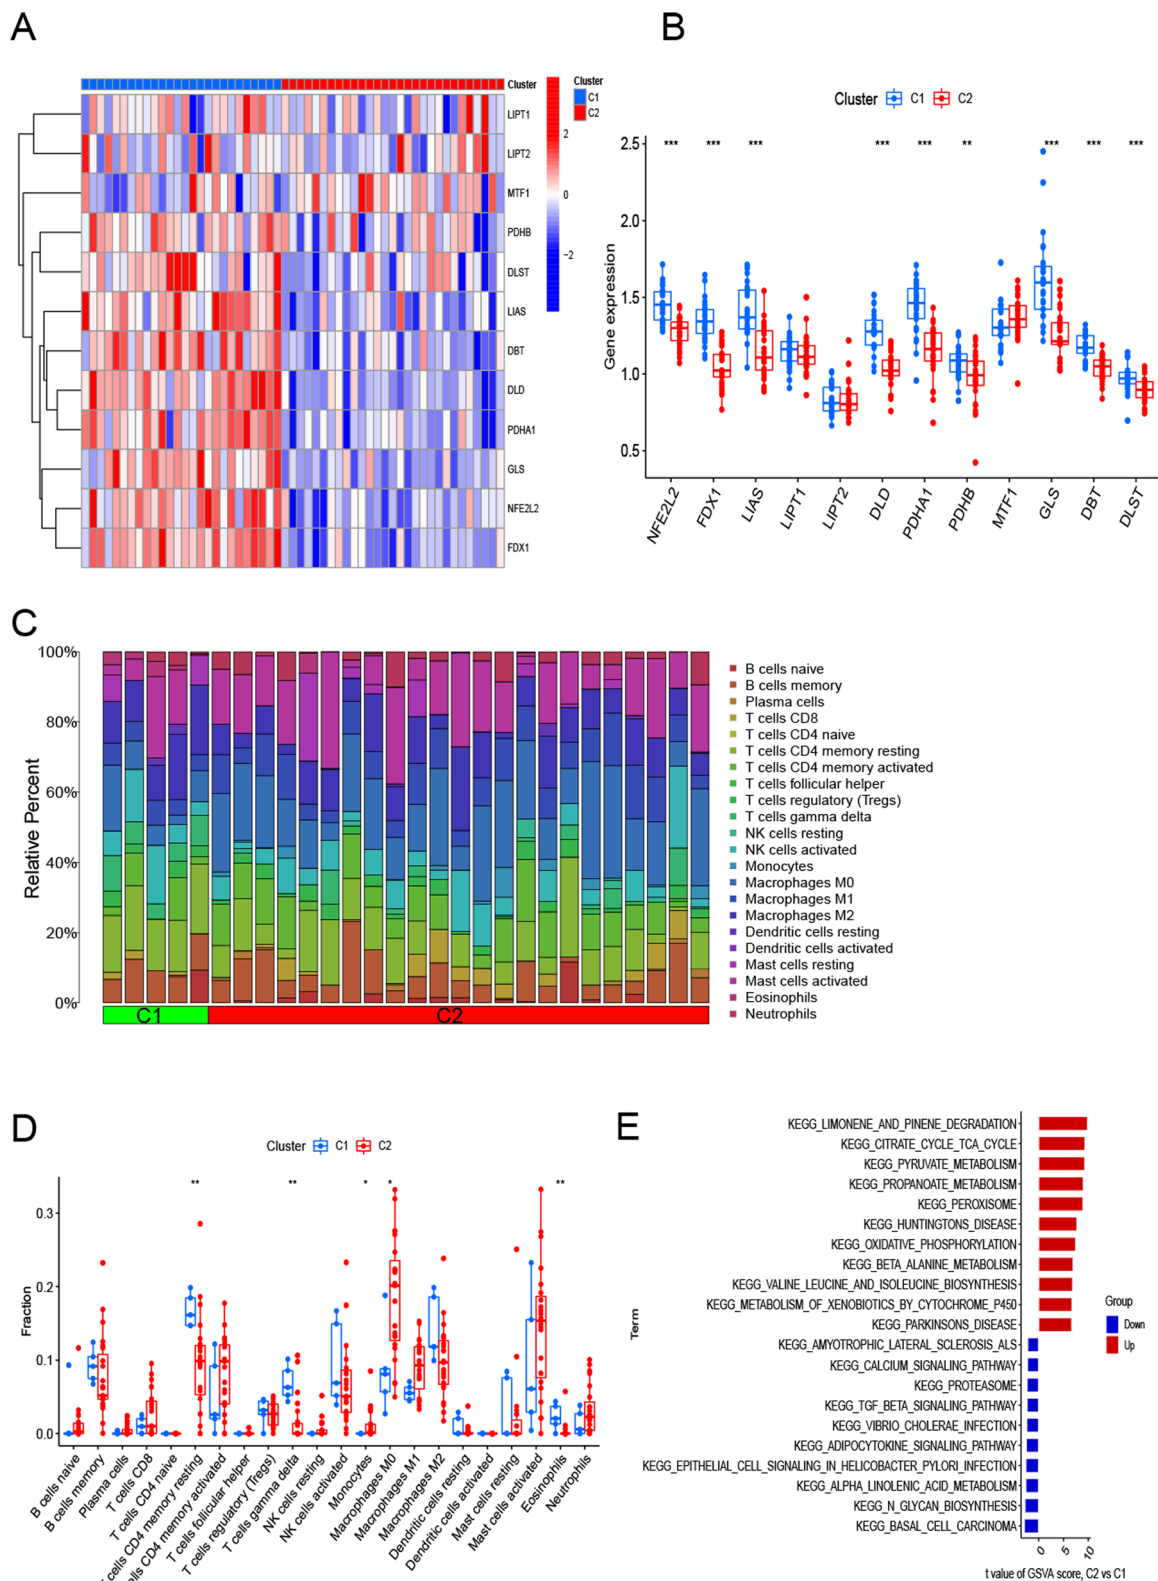 A
Cluster
LIPT1
LIPT2
MTF1
PDHB
DLST
LIAS
DBT
DLD
PDHA1
GLS
NFE2L2
FDX1
2
0
−2
Cluster
C1
C2
B
Cluster C1 C2
*** *** *** *** *** ** *** *** ***
Gene expression
2.5
2.0
1.5
1.0
0.5
NFE2L2
FDX1
LIAS
LIPT1
LIPT2
DLD
PDHA1
PDHB
MTF1
GLS
DBT
DLST
C
Relative Percent
100%
80%
60%
40%
20%
0%
C1
C2
B cells naive
B cells memory
Plasma cells
T cells CD8
T cells CD4 naive
T cells CD4 memory resting
T cells CD4 memory activated
T cells follicular helper
T cells regulatory (Tregs)
T cells gamma delta
NK cells resting
NK cells activated
Monocytes
Macrophages M0
Macrophages M1
Macrophages M2
Dendritic cells resting
Dendritic cells activated
Mast cells resting
Mast cells activated
Eosinophils
Neutrophils
D
Cluster C1 C2
** ** * * **
Fraction
0.3
0.2
0.1
0.0
B cells naive
B cells memory
Plasma cells
T cells CD8
T cells CD4 naive
cells CD4 memory resting
cells CD4 memory activated
T cells follicular helper
T cells regulatory (Tregs)
T cells gamma delta
NK cells resting
NK cells activated
Monocytes
Macrophages M0
Macrophages M1
Macrophages M2
Dendritic cells resting
Dendritic cells activated
Mast cells resting
Mast cells activated
Eosinophils
Neutrophils
E
Term
KEGG_LIMONENE_AND_PINENE_DEGRADATION
KEGG_CITRATE_CYCLE_TCA_CYCLE
KEGG_PYRUVATE_METABOLISM
KEGG_PROPANOATE_METABOLISM
KEGG_PEROXISOME
KEGG_HUNTINGTONS_DISEASE
KEGG_OXIDATIVE_PHOSPHORYLATION
KEGG_BETA_ALANINE_METABOLISM
KEGG_VALINE_LEUCINE_AND_ISOLEUCINE_BIOSYNTHESIS
KEGG_METABOLISM_OF_XENOBIOTICS_BY_CYTOCHROME_P450
KEGG_PARKINSONS_DISEASE
KEGG_AMYOTROPHIC_LATERAL_SCLEROSIS_ALS
KEGG_CALCIUM_SIGNALING_PATHWAY
KEGG_PROTEASOME
KEGG_TGF_BETA_SIGNALING_PATHWAY
KEGG_VIBRIO_CHOLERAE_INFECTION
KEGG_ADIPOCYTOKINE_SIGNALING_PATHWAY
KEGG_EPITHELIAL_CELL_SIGNALING_IN_HELICOBACTER_PYLORI_INFECTION
KEGG_ALPHA_LINOLENIC_ACID_METABOLISM
KEGG_N_GLYCAN_BIOSYNTHESIS
KEGG_BASAL_CELL_CARCINOMA
0 5 10
t value of GSVA score, C2 vs C1
Group
Down
Up